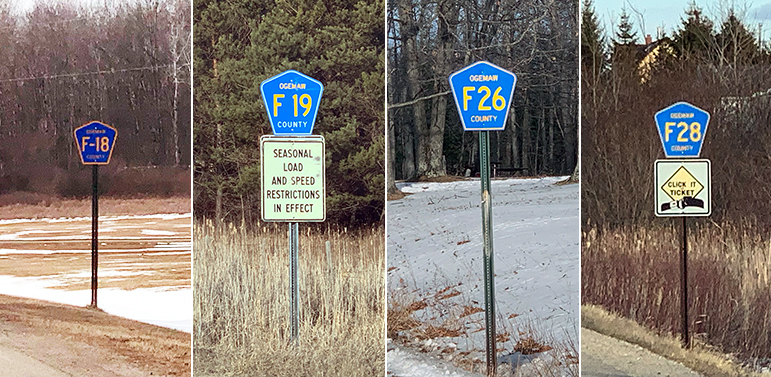 OGEMAW
F-18
COUNTY
OGEMAW
F 19
COUNTY
SEASONAL
LOAD
AND SPEED
RESTRICTIONS
IN EFFECT
OGEMAW
F26
COUNTY
OGEMAW
F28
COUNTY
CLICK IT
TICKET